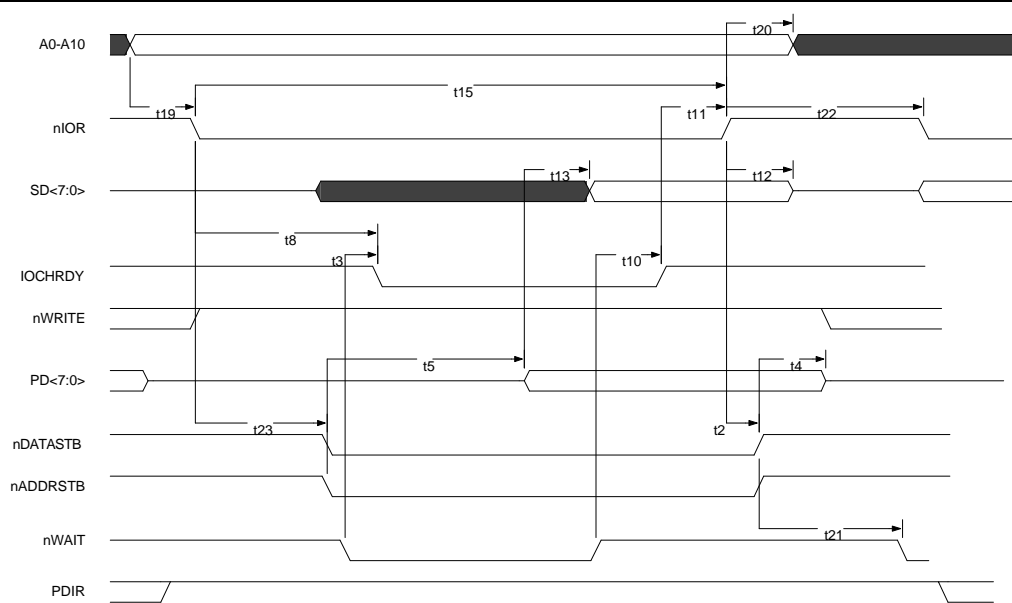 t20
A0-A10
t15
t19
t11
t22
nIOR
t13
t12
SD<7:0>
t8
t3
t10
IOCHRDY
nWRITE
t5
t4
PD<7:0>
t23
t2
nDATASTB
nADDRSTB
t21
nWAIT
PDIR